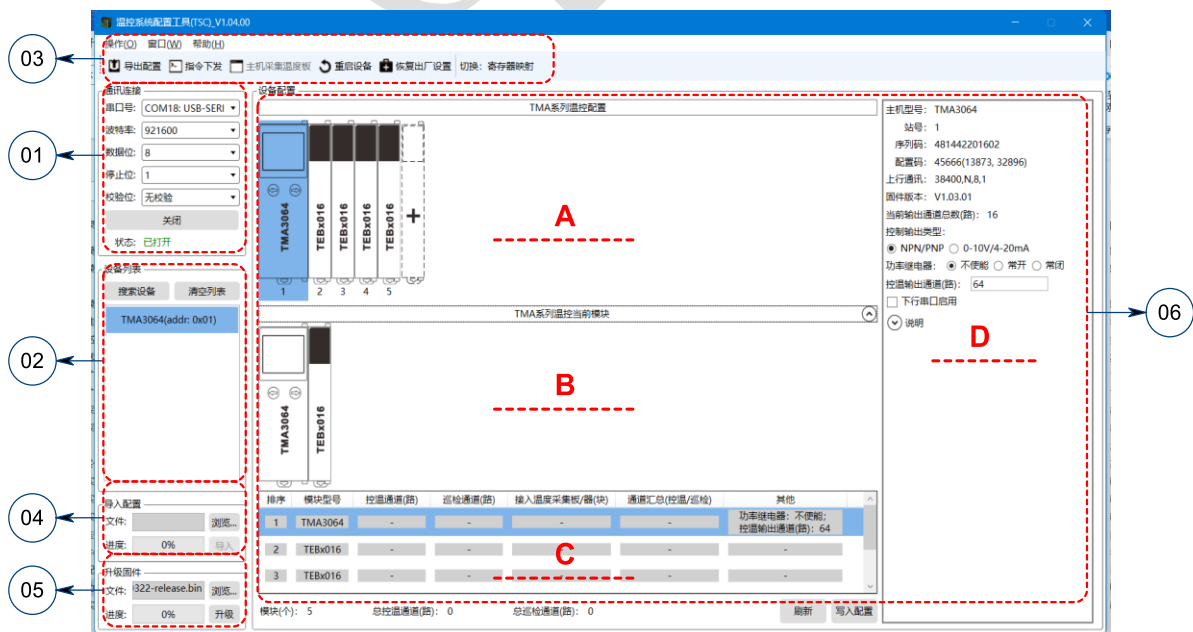 温控系统配置工具(TSC)_V1.04.00
操作(O) 窗口(W) 帮助(H)
导出配置 指令下发 主机采集温度板 重启设备 恢复出厂设置 切换：寄存器映射
03
通讯连接
串口号: COM18: USB-SERI
波特率: 921600
数据位: 8
停止位: 1
校验位: 无校验
关闭
状态: 已打开
01
设备列表
搜索设备 清空列表
TMA3064(addr: 0x01)
02
导入配置
文件: 浏览...
进度: 0% 导入
04
升级固件
文件: 1322-release.bin 浏览...
进度: 0% 升级
05
设备配置
TMA系列温控配置
TMA3064 TEBx016 TEBx016 TEBx016 TEBx016 +
1 2 3 4 5
A
TMA系列温控当前模块
TMA3064 TEBx016
B
排序 模块型号 控温通道(路) 巡检通道(路) 接入温度采集板/器(块) 通道汇总(控温/巡检) 其他
1 TMA3064 - - - - 功率继电器：不使能;
控温输出通道(路): 64
2 TEBx016 - - - - -
3 TEBx016 - - - - -
C
模块(个): 5 总控温通道(路): 0 总巡检通道(路): 0 刷新 写入配置
主机型号: TMA3064
站号: 1
序列码: 481442201602
配置码: 45666(13873, 32896)
上行通讯: 38400,N,8,1
固件版本: V1.03.01
当前输出通道总数(路): 16
控制输出类型:
NPN/PNP 0-10V/4-20mA
功率继电器: 不使能 常开 常闭
控温输出通道(路): 64
下行串口启用
说明
D
06